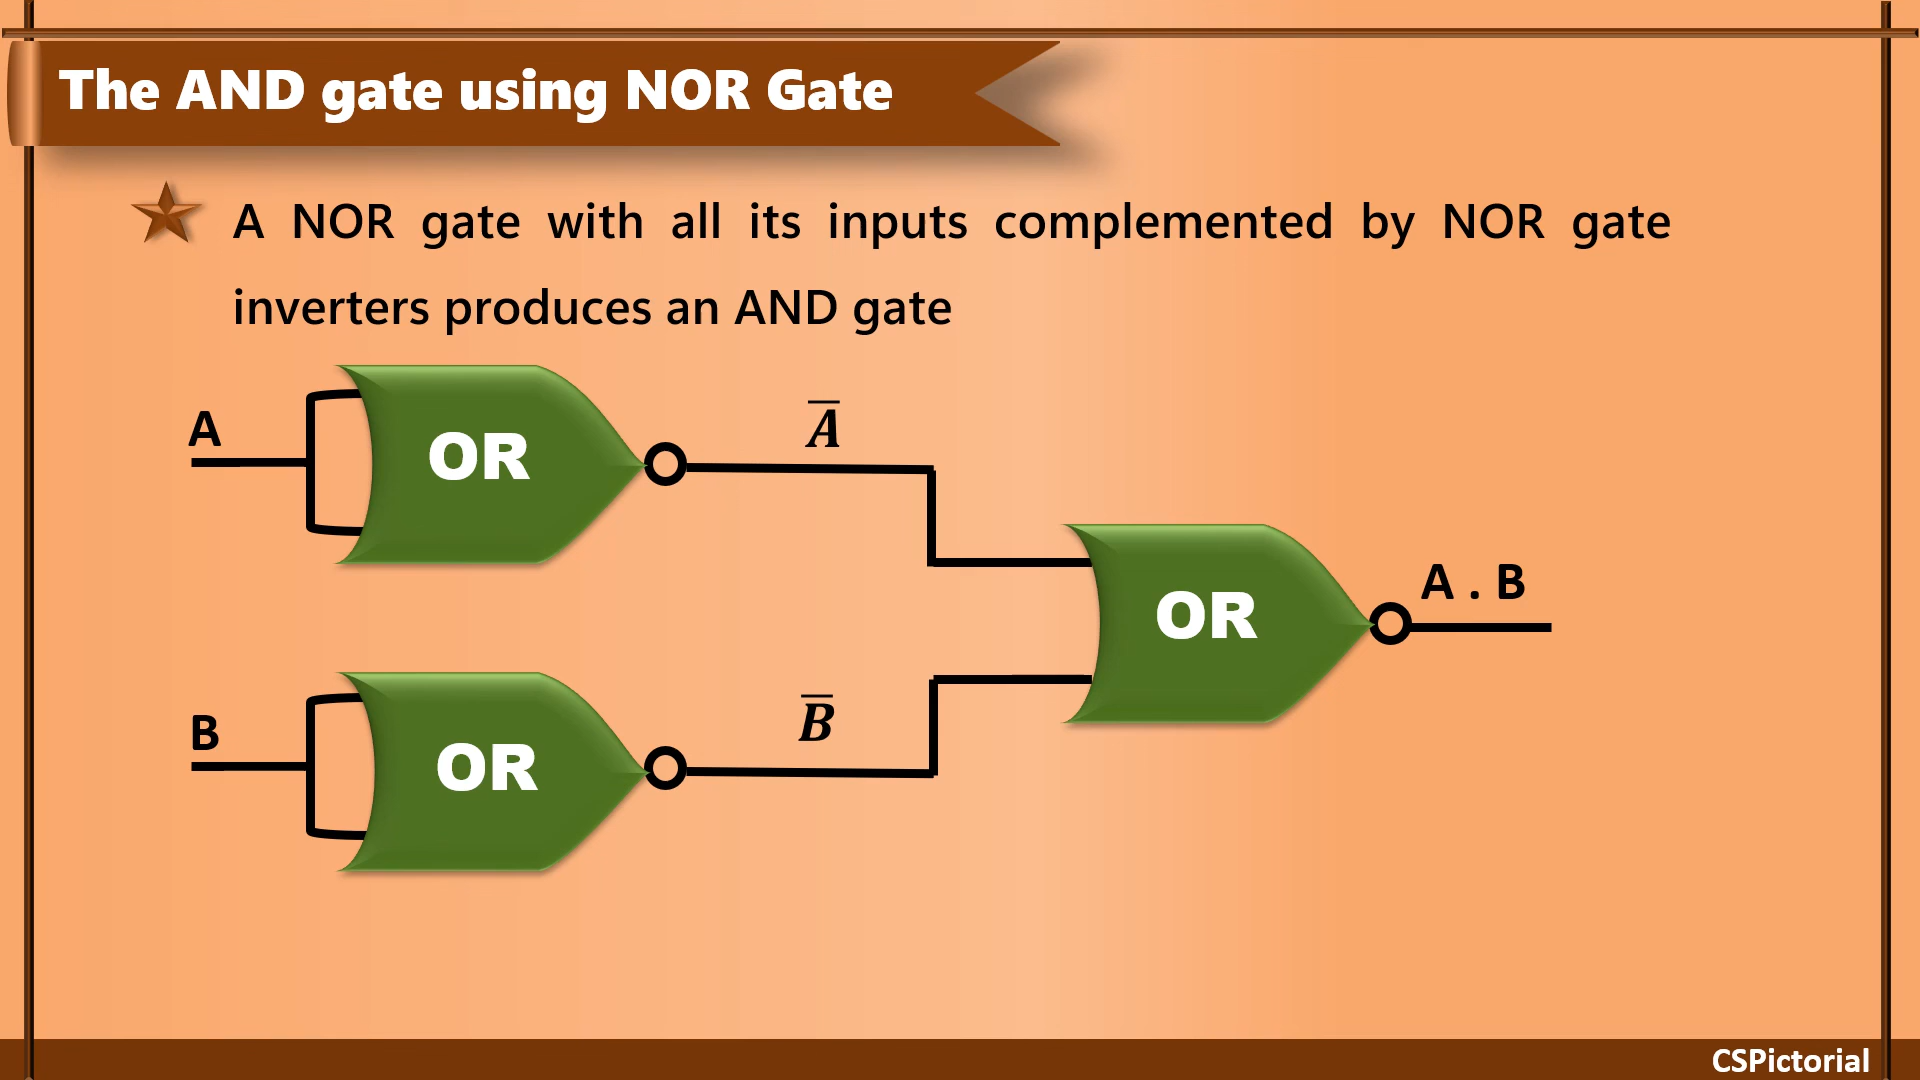 The AND gate using NOR Gate
A NOR gate with all its inputs complemented by NOR gate
inverters produces an AND gate
A
OR
A̅
OR
A . B
B
OR
B̅
CSPictorial